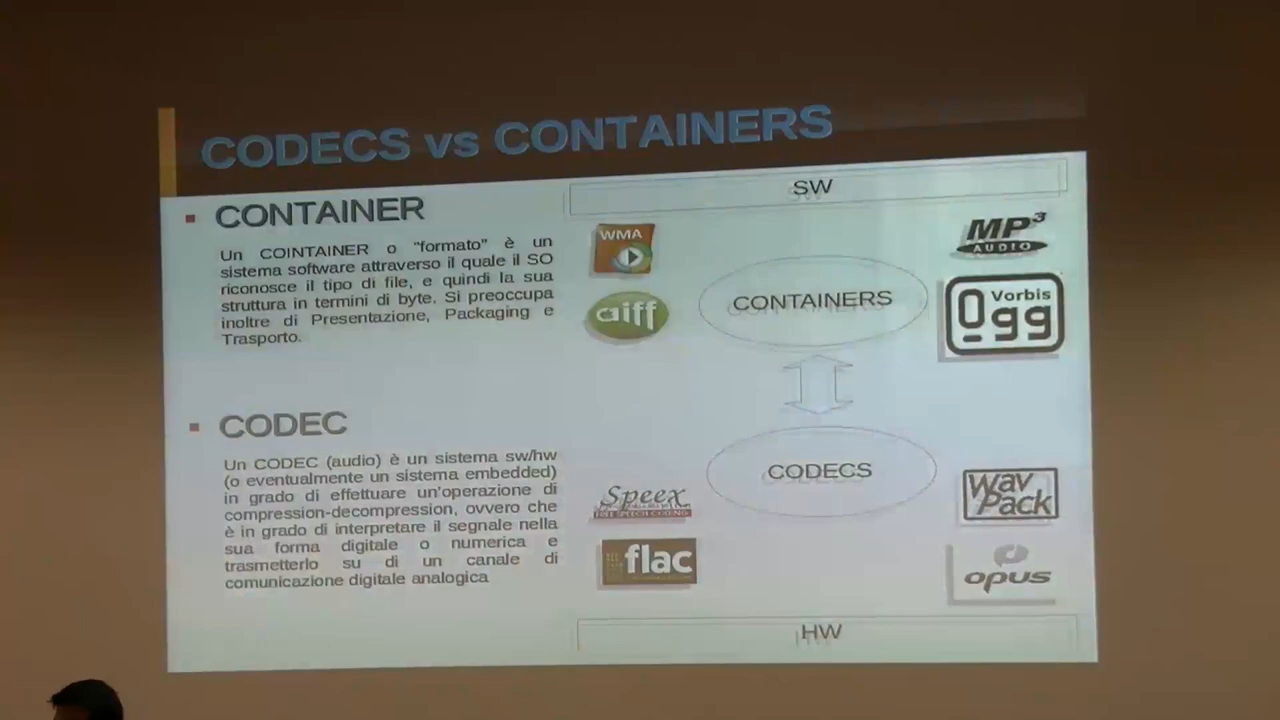 CODECS vs CONTAINERS
CONTAINER
Un COINTAINER o "formato" è un
sistema software attraverso il quale il SO
riconosce il tipo di file, e quindi la sua
struttura in termini di byte. Si preoccupa
inoltre di Presentazione, Packaging e
Trasporto.
CODEC
Un CODEC (audio) è un sistema sw/hw
(o eventualmente un sistema embedded)
in grado di effettuare un'operazione di
compression-decompression, ovvero che
è in grado di interpretare il segnale nella
sua forma digitale o numerica e
trasmetterlo su di un canale di
comunicazione digitale analogica
SW
WMA
MP3
AUDIO
aiff
CONTAINERS
Vorbis
Ogg
CODECS
Speex
Wav
Pack
flac
opus
HW